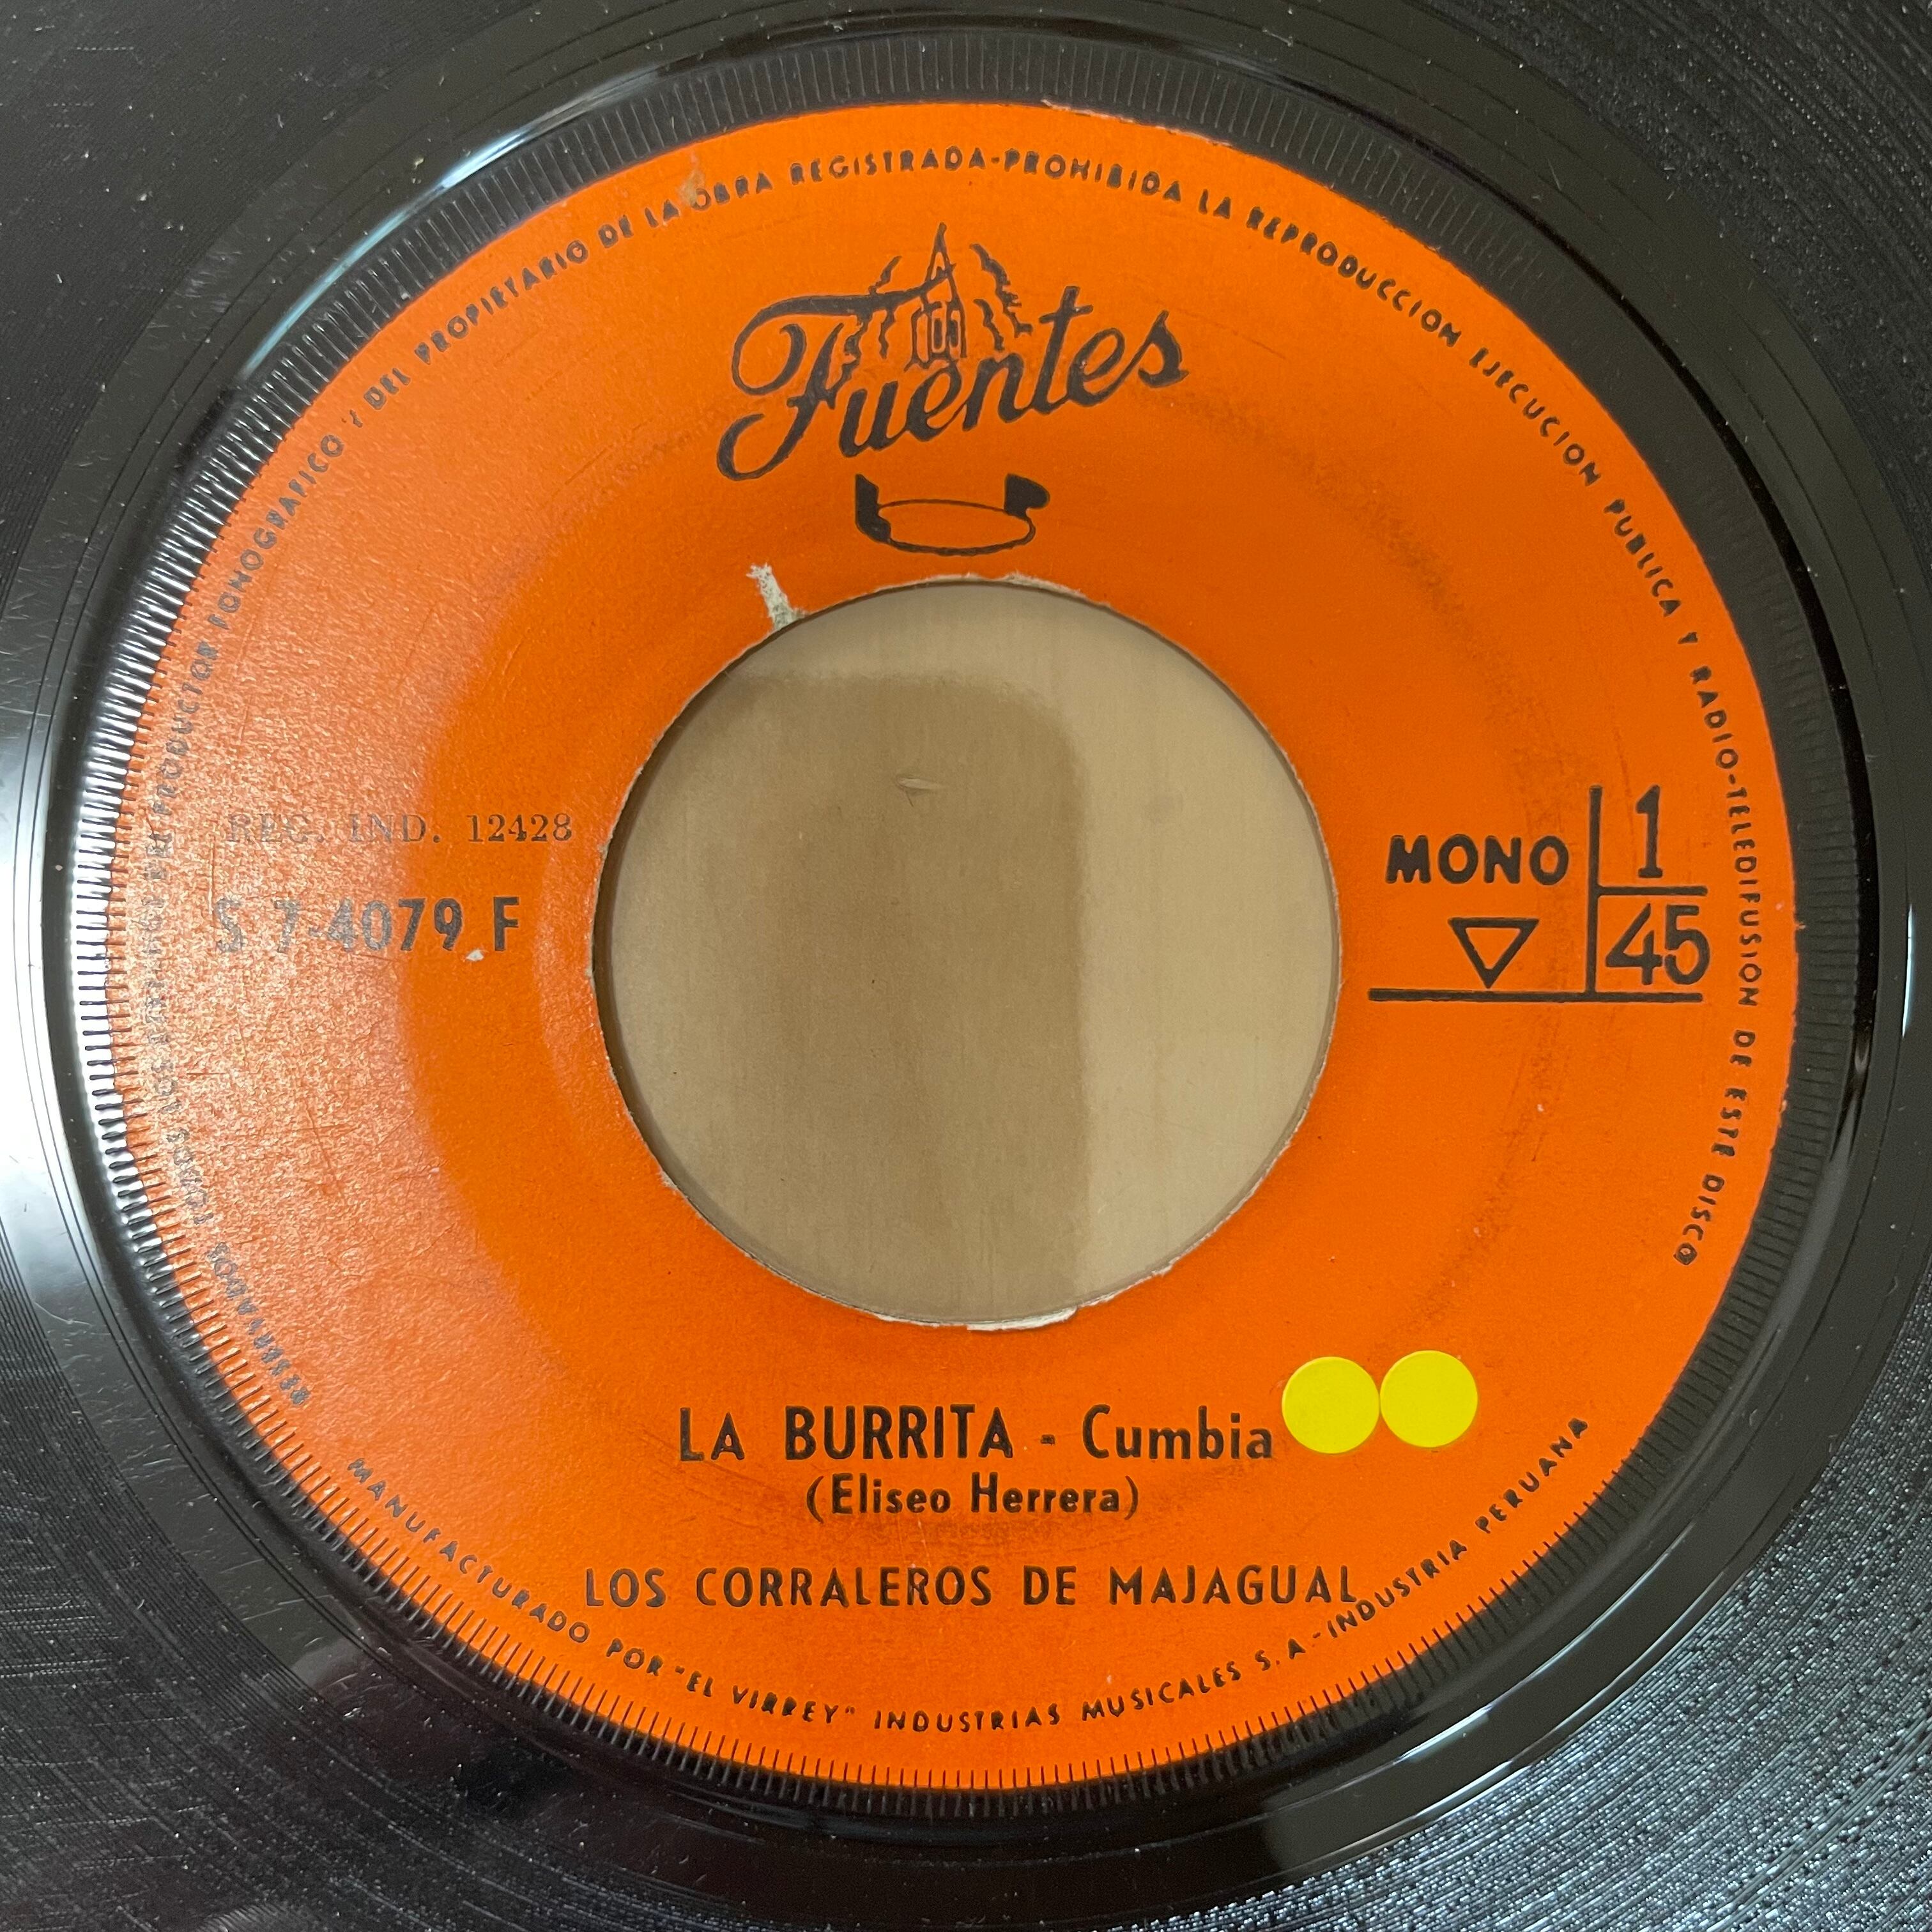 RESERVADOS TODOS LOS DERECHOS DEL PRODUCTOR FONOGRAFICO Y DEL PROPIETARIO DE LA OBRA REGISTRADA-PROHIBIDA LA REPRODUCCION EJECUCION PUBLICA Y RADIO-TELEDIFUSION DE ESTE DISCO
Fuentes
REG. IND. 12428
S 7-4079 F
MONO 1
45
LA BURRITA - Cumbia
(Eliseo Herrera)
LOS CORRALEROS DE MAJAGUAL
MANUFACTURADO POR "EL VIRREY" INDUSTRIAS MUSICALES S.A.-INDUSTRIA PERUANA